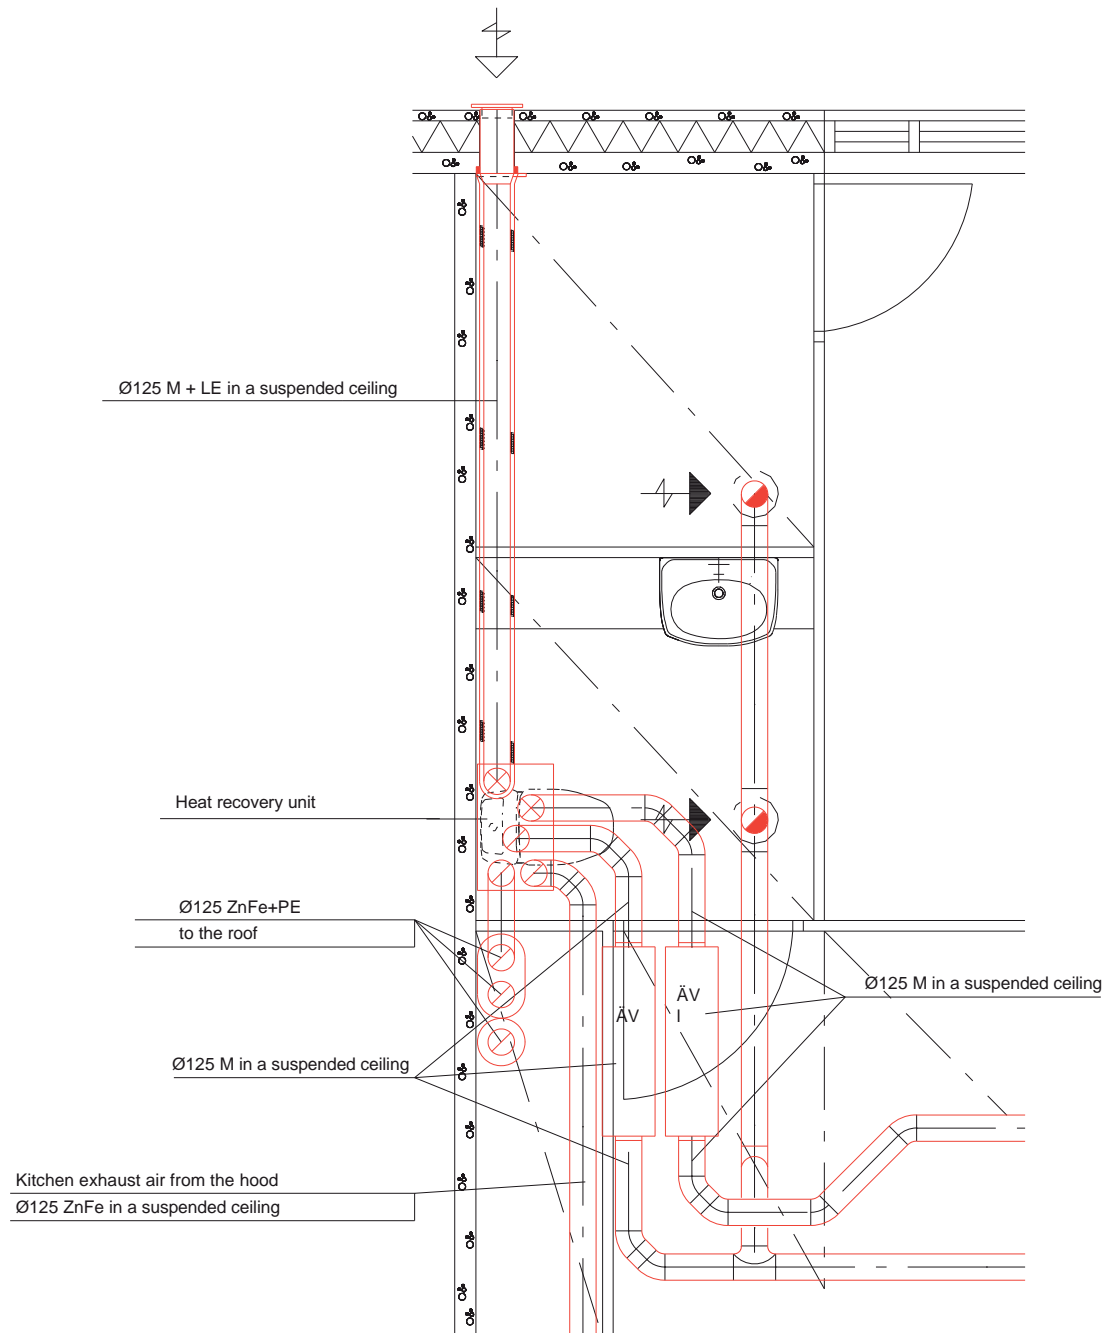 Ø125 M + LE in a suspended ceiling
Heat recovery unit
Ø125 ZnFe+PE
to the roof
ÄV
ÄV
I
Ø125 M in a suspended ceiling
Ø125 M in a suspended ceiling
Kitchen exhaust air from the hood
Ø125 ZnFe in a suspended ceiling